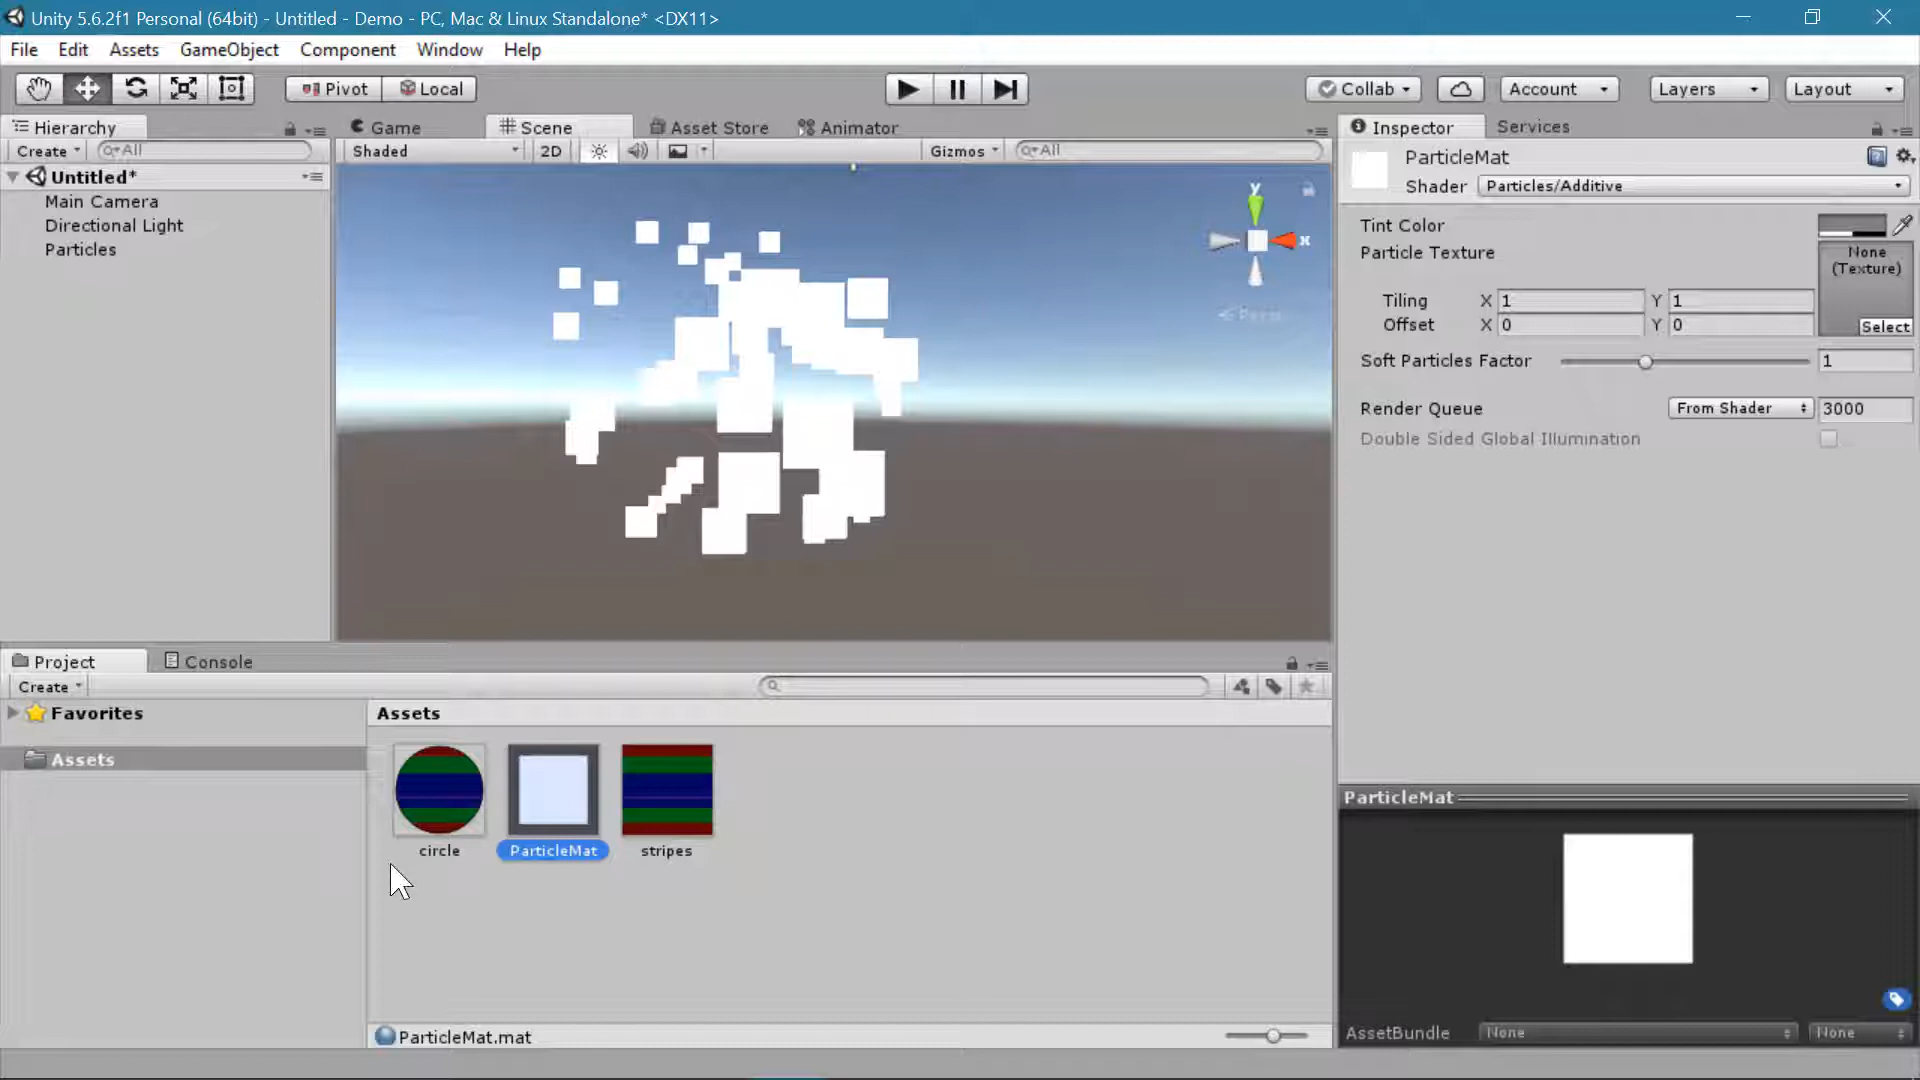 Unity 5.6.2f1 Personal (64bit) - Untitled - Demo - PC, Mac & Linux Standalone* <DX11>
File Edit Assets GameObject Component Window Help
Pivot Local Collab Account Layers Layout
Hierarchy Game Scene Asset Store Animator Inspector Services
Create All Shaded 2D Gizmos All
Untitled*
Main Camera
Directional Light
Particles
y
x
Persp
ParticleMat
Shader Particles/Additive
Tint Color
Particle Texture
None
(Texture)
Tiling X 1 Y 1
Offset X 0 Y 0
Select
Soft Particles Factor 1
Render Queue From Shader 3000
Double Sided Global Illumination
Project Console
Create
Favorites
Assets
Assets
circle ParticleMat stripes
ParticleMat.mat
ParticleMat
AssetBundle None None